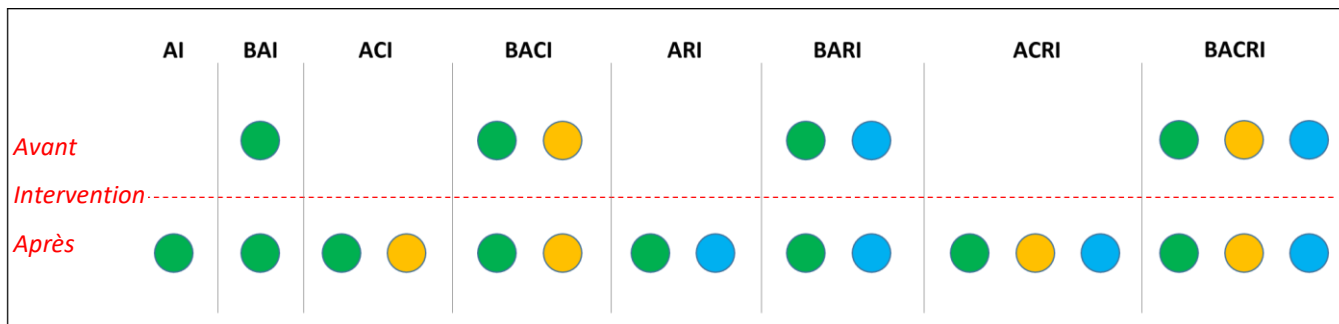 AI BAI ACI BACI ARI BARI ACRI BACRI
Avant
Intervention
Après